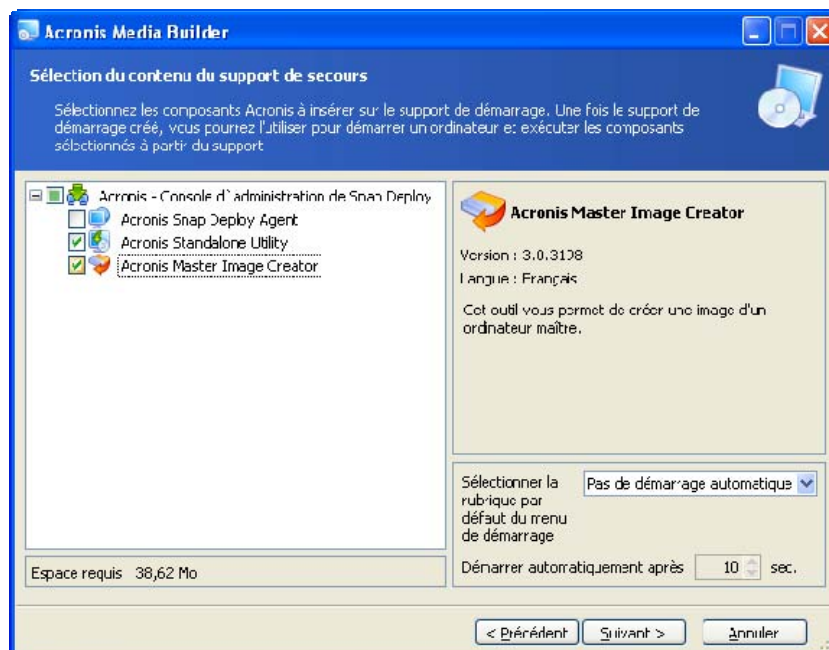 Acronis Media Builder
Sélection du contenu du support de secours
Sélectionnez les composants Acronis à insérer sur le support de démarrage. Une fois le support de
démarrage créé, vous pourrez l'utiliser pour démarrer un ordinateur et exécuter les composants
sélectionnés à partir du support
Acronis - Console d`administration de Snap Deploy
Acronis Snap Deploy Agent
Acronis Standalone Utility
Acronis Master Image Creator
Espace requis 38,62 Mo
Acronis Master Image Creator
Version : 3.0.3108
Langue : Français
Cet outil vous permet de créer une image d'un
ordinateur maître.
Sélectionner la
rubrique par
défaut du menu
de démarrage
Pas de démarrage automatique
Démarrer automatiquement après 10 sec.
< Précédent
Suivant >
Annuler